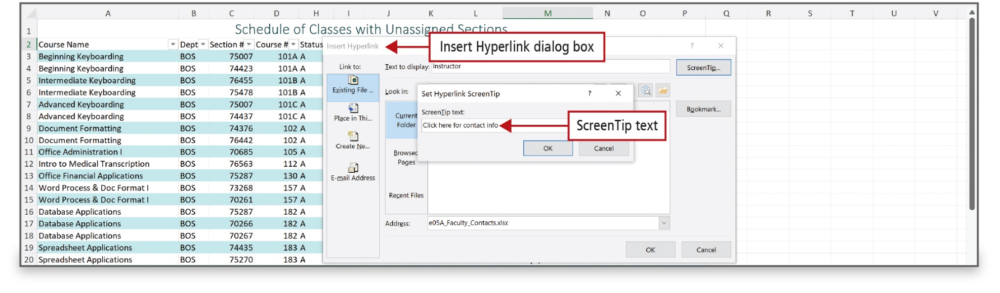 A B C D H I J K L M N O P Q R S T U V
1 Schedule of Classes with Unassigned Sections
2 Course Name Dept Section # Course # Status
3 Beginning Keyboarding BOS 75007 101A A
4 Beginning Keyboarding BOS 74423 101A A
5 Intermediate Keyboarding BOS 76455 101B A
6 Intermediate Keyboarding BOS 75478 101B A
7 Advanced Keyboarding BOS 75007 101C A
8 Advanced Keyboarding BOS 74437 101C A
9 Document Formatting BOS 74376 102 A
10 Document Formatting BOS 76442 102 A
11 Office Administration I BOS 70685 105 A
12 Intro to Medical Transcription BOS 76563 112 A
13 Office Financial Applications BOS 75287 130 A
14 Word Process & Doc Format I BOS 73268 157 A
15 Word Process & Doc Format I BOS 70261 157 A
16 Database Applications BOS 75287 182 A
17 Database Applications BOS 70266 182 A
18 Database Applications BOS 70267 182 A
19 Spreadsheet Applications BOS 74435 183 A
20 Spreadsheet Applications BOS 75270 183 A
Insert Hyperlink ? ×
Insert Hyperlink dialog box
Link to:
Text to display: Instructor
ScreenTip...
Existing File ...
Place in Thi...
Create Ne...
E-mail Address
Look in:
Current
Folder
Browsed
Pages
Recent Files
Bookmark...
Set Hyperlink ScreenTip ? ×
ScreenTip text:
Click here for contact info
ScreenTip text
OK Cancel
Address: e05A_Faculty_Contacts.xlsx
OK Cancel